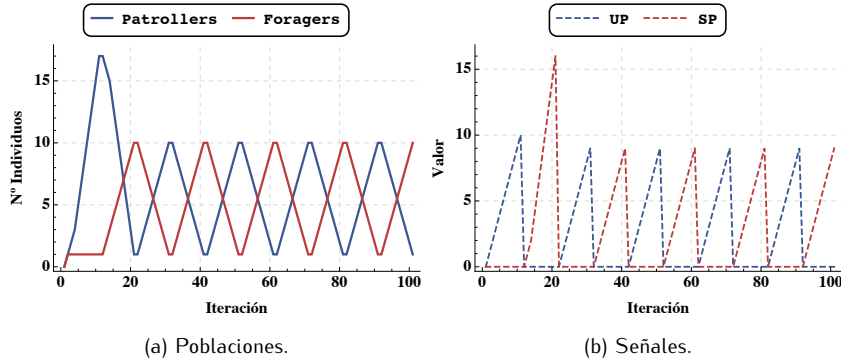 Patrollers Foragers
Nº Individuos
15
10
5
0
0 20 40 60 80 100
Iteración
(a) Poblaciones.
UP SP
Valor
15
10
5
0
0 20 40 60 80 100
Iteración
(b) Señales.